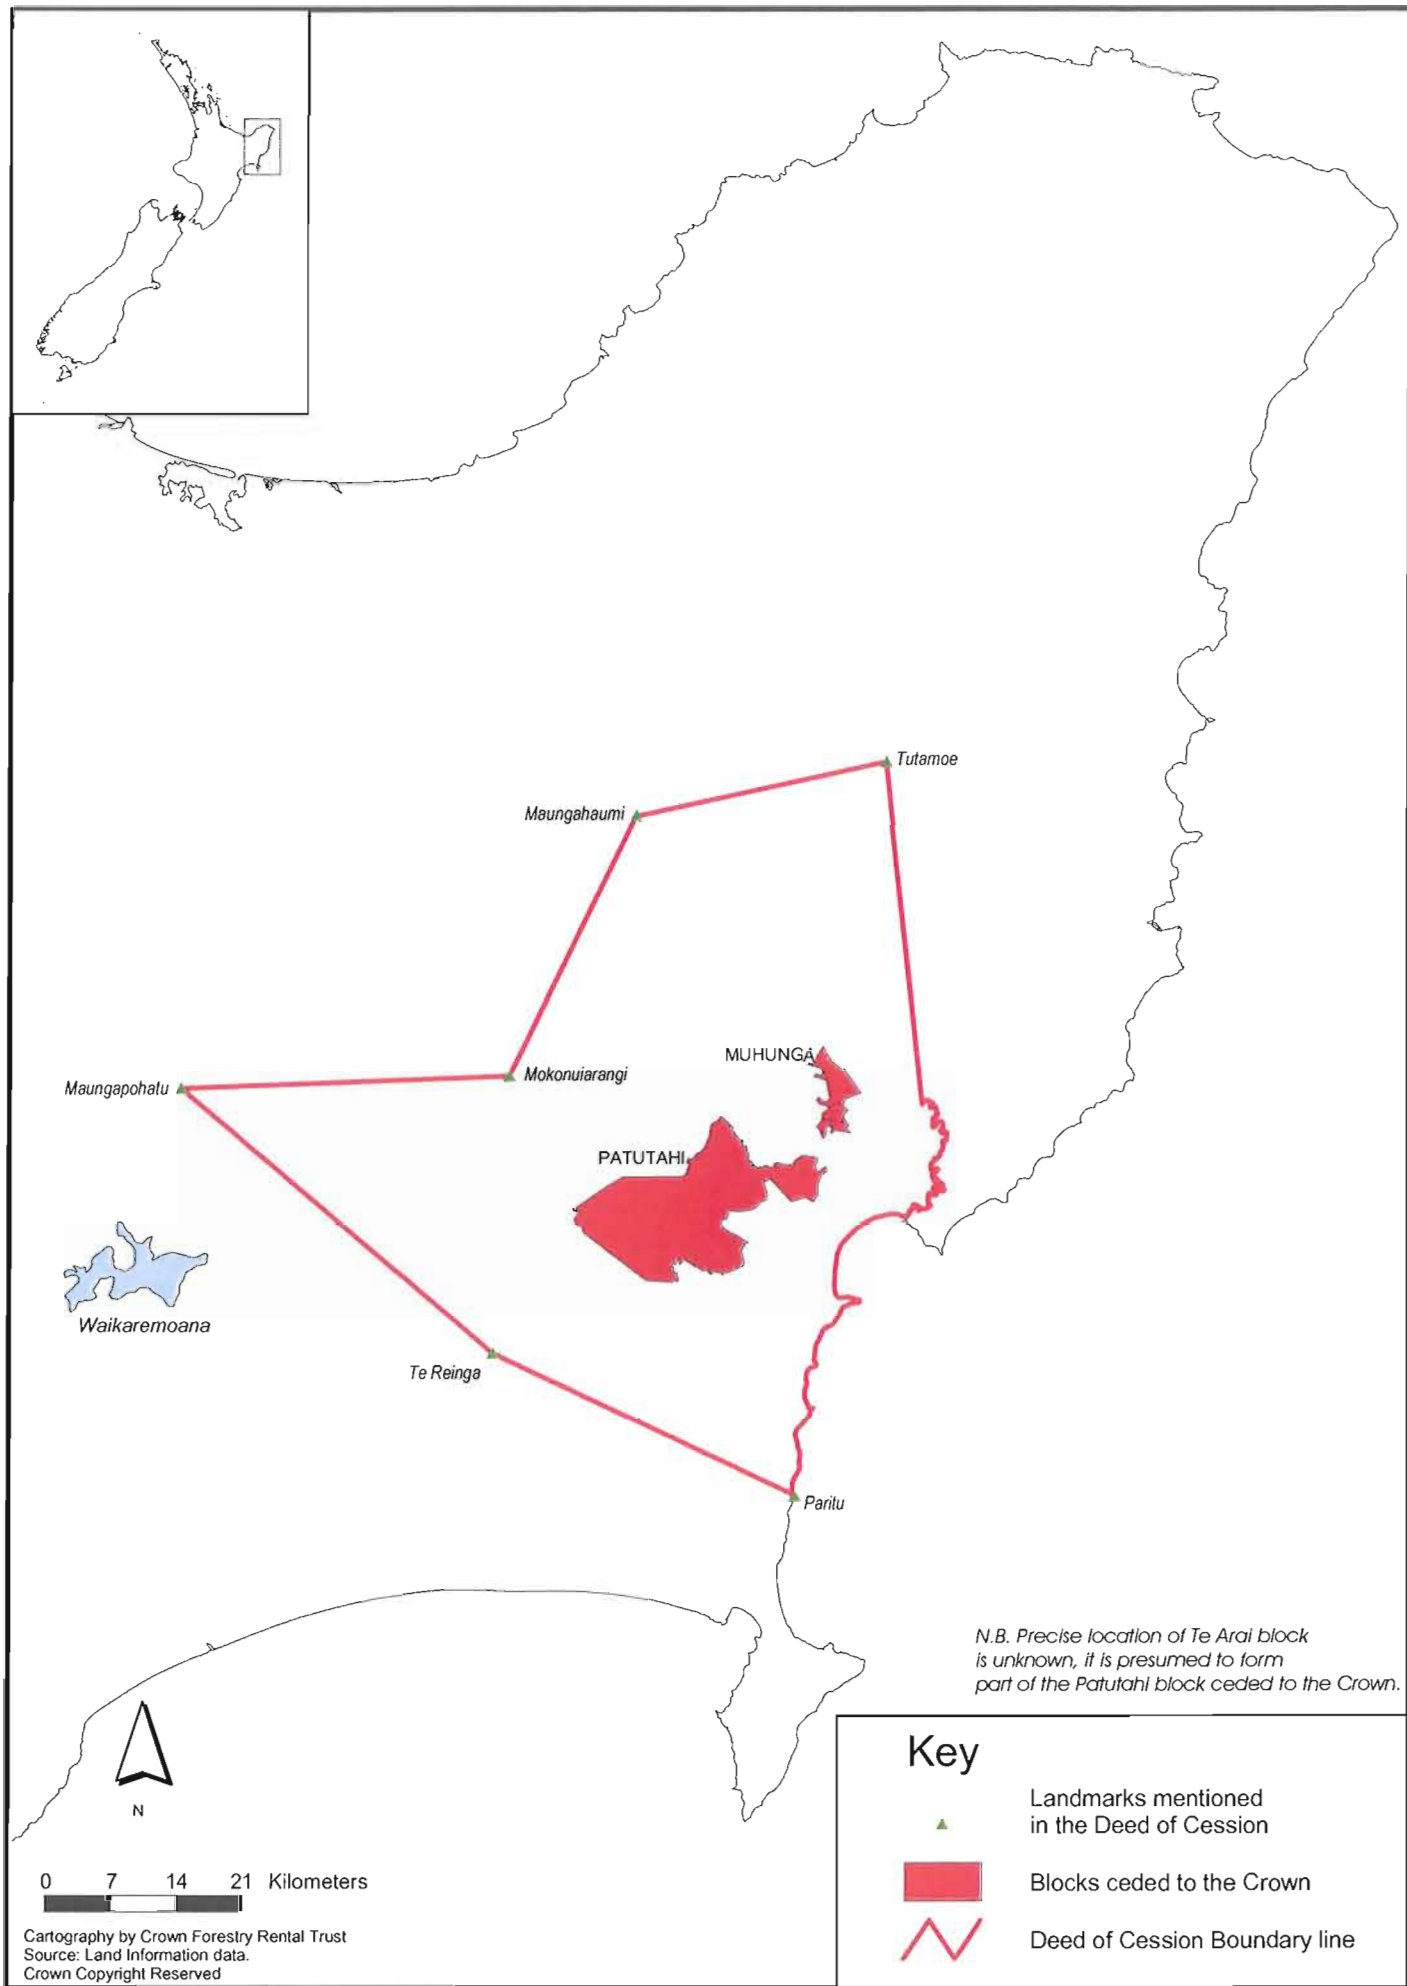 Tutamoe
Maungahaumi
MUHUNGA
Maungapohatu
Mokonuiarangi
PATUTAHI
Waikaremoana
Te Reinga
Paritu
N.B. Precise location of Te Arai block
is unknown, it is presumed to form
part of the Patutahi block ceded to the Crown.
N
Key
Landmarks mentioned
in the Deed of Cession
Blocks ceded to the Crown
Deed of Cession Boundary line
0 7 14 21 Kilometers
Cartography by Crown Forestry Rental Trust
Source: Land Information data.
Crown Copyright Reserved